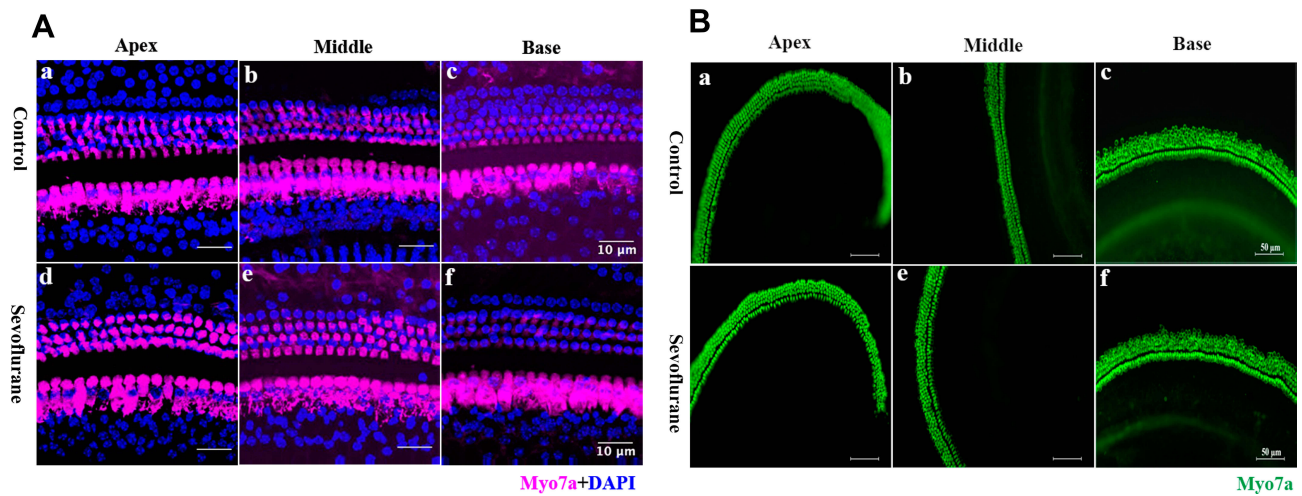 A
Apex Middle Base
a b c
Control
10 µm
d e f
Sevoflurane
10 µm
Myo7a+DAPI
B
Apex Middle Base
a b c
Control
50 µm
e f
Sevoflurane
50 µm
Myo7a